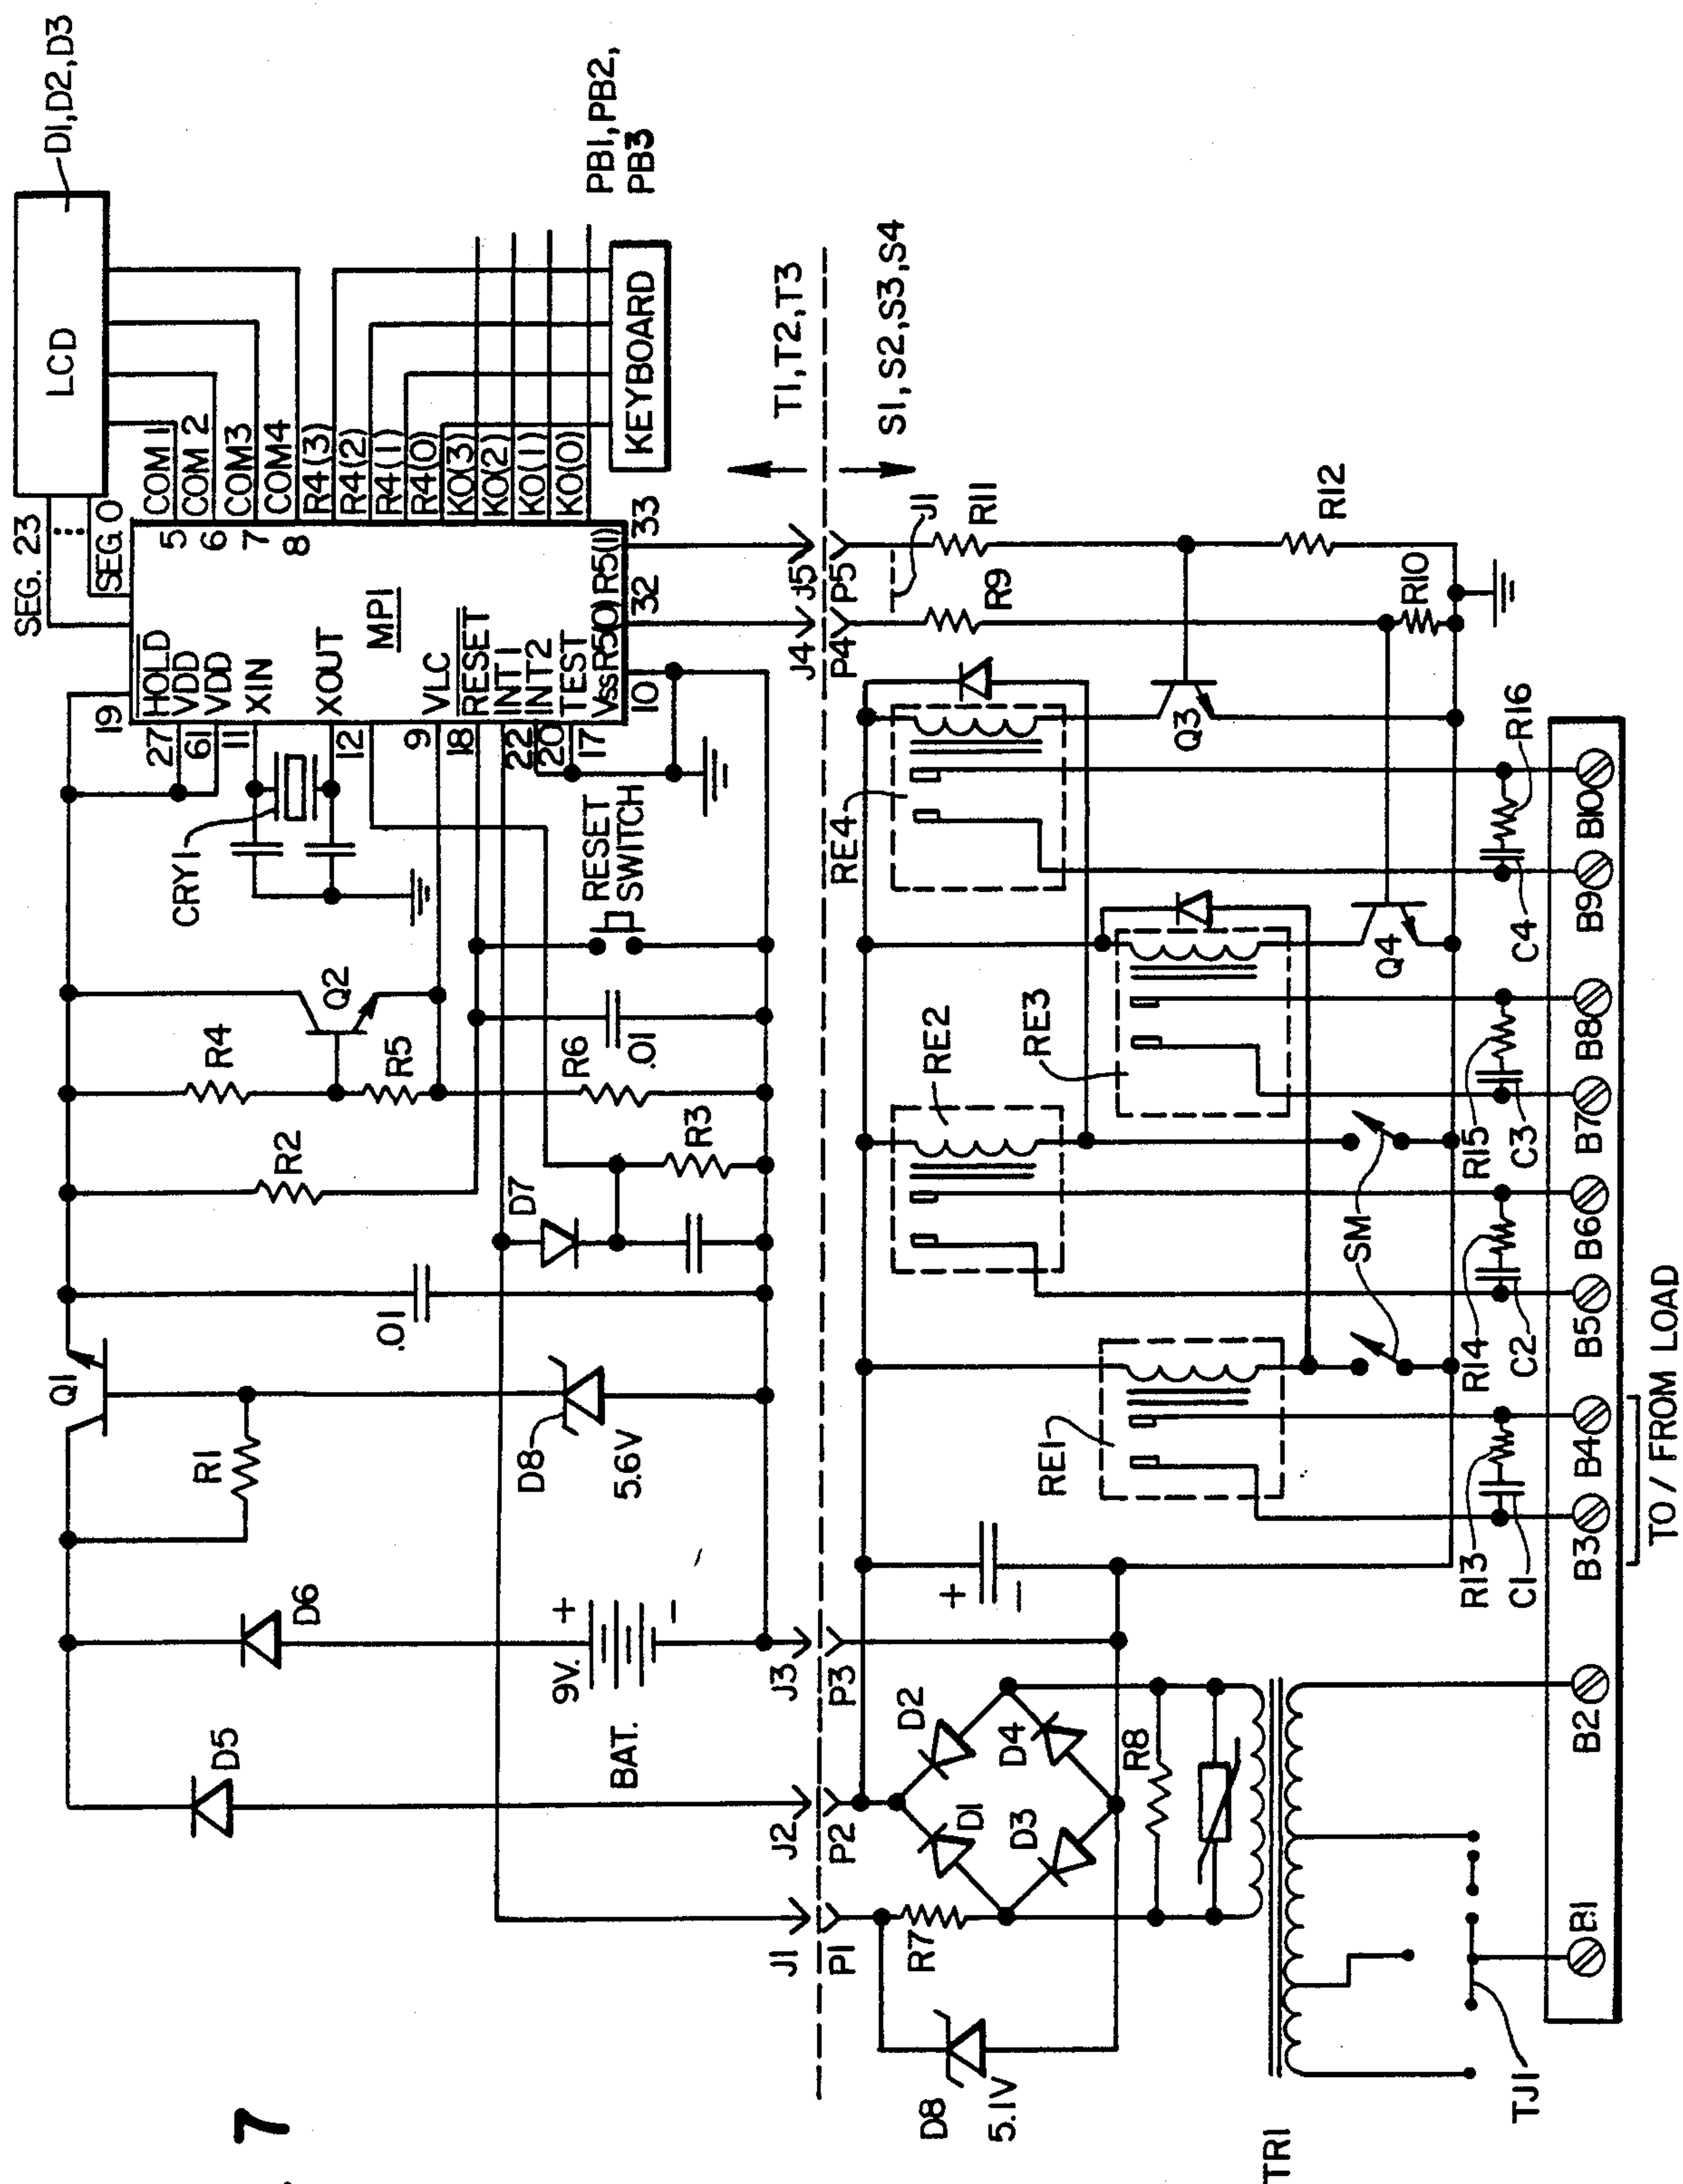 7
D1,D2,D3
LCD
SEG. 23
SEG 0
COM 1
COM 2
COM3
COM4
R4(3)
R4(2)
R4(1)
R4(0)
KO(3)
KO(2)
KO(1)
KO(0)
5
6
7
8
PB1,PB2,
PB3
KEYBOARD
19
HOLD
27
VDD
61
VDD
11
XIN
XOUT
12
MP1
9
VLC
18
RESET
INT1
22
INT2
20
TEST
17
Vss
10
R5(0)
32
R5(1)
33
CRY1
RESET
SWITCH
Q2
R4
R5
R6
.01
R2
R3
D7
.01
Q1
R1
D8
5.6V
D6
9V.
+
−
BAT.
D5
J1
J2
J3
J4
J5
T1,T2,T3
P1
P2
P3
P4
P5
S1,S2,S3,S4
J1
R11
R9
R12
R10
RE4
Q3
R16
RE3
Q4
C4
RE2
R15
C3
SM
R14
C2
RE1
R13
C1
+
−
D2
D4
D1
D3
R8
R7
D8
5.1V
TR1
TJ1
B1
B2
B3
B4
B5
B6
B7
B8
B9
B10
TO / FROM LOAD